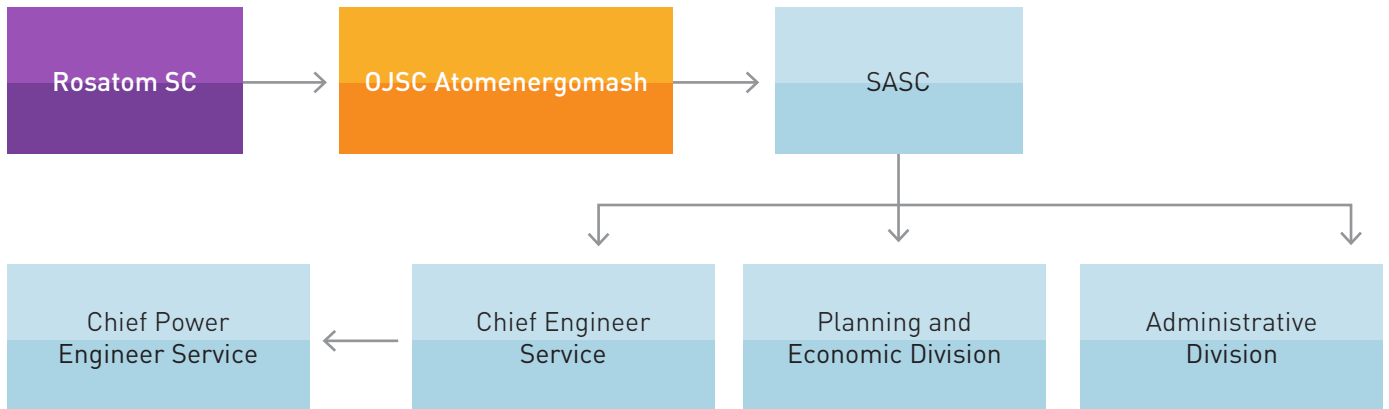 Rosatom SC
OJSC Atomenergomash
SASC
Chief Power
Engineer Service
Chief Engineer
Service
Planning and
Economic Division
Administrative
Division